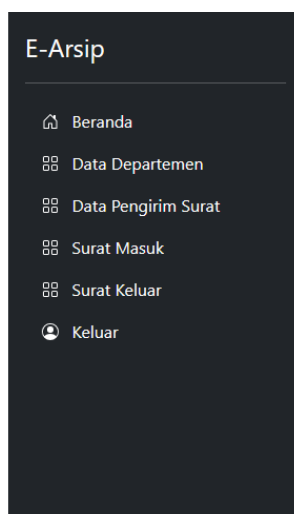 E-Arsip
Beranda
Data Departemen
Data Pengirim Surat
Surat Masuk
Surat Keluar
Keluar